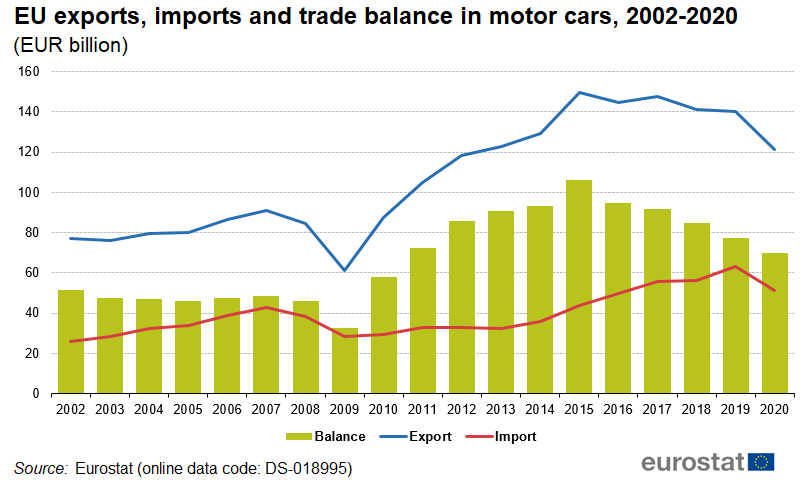 EU exports, imports and trade balance in motor cars, 2002-2020
(EUR billion)
160
140
120
100
80
60
40
20
0
2002 2003 2004 2005 2006 2007 2008 2009 2010 2011 2012 2013 2014 2015 2016 2017 2018 2019 2020
Balance Export Import
Source: Eurostat (online data code: DS-018995)
eurostat